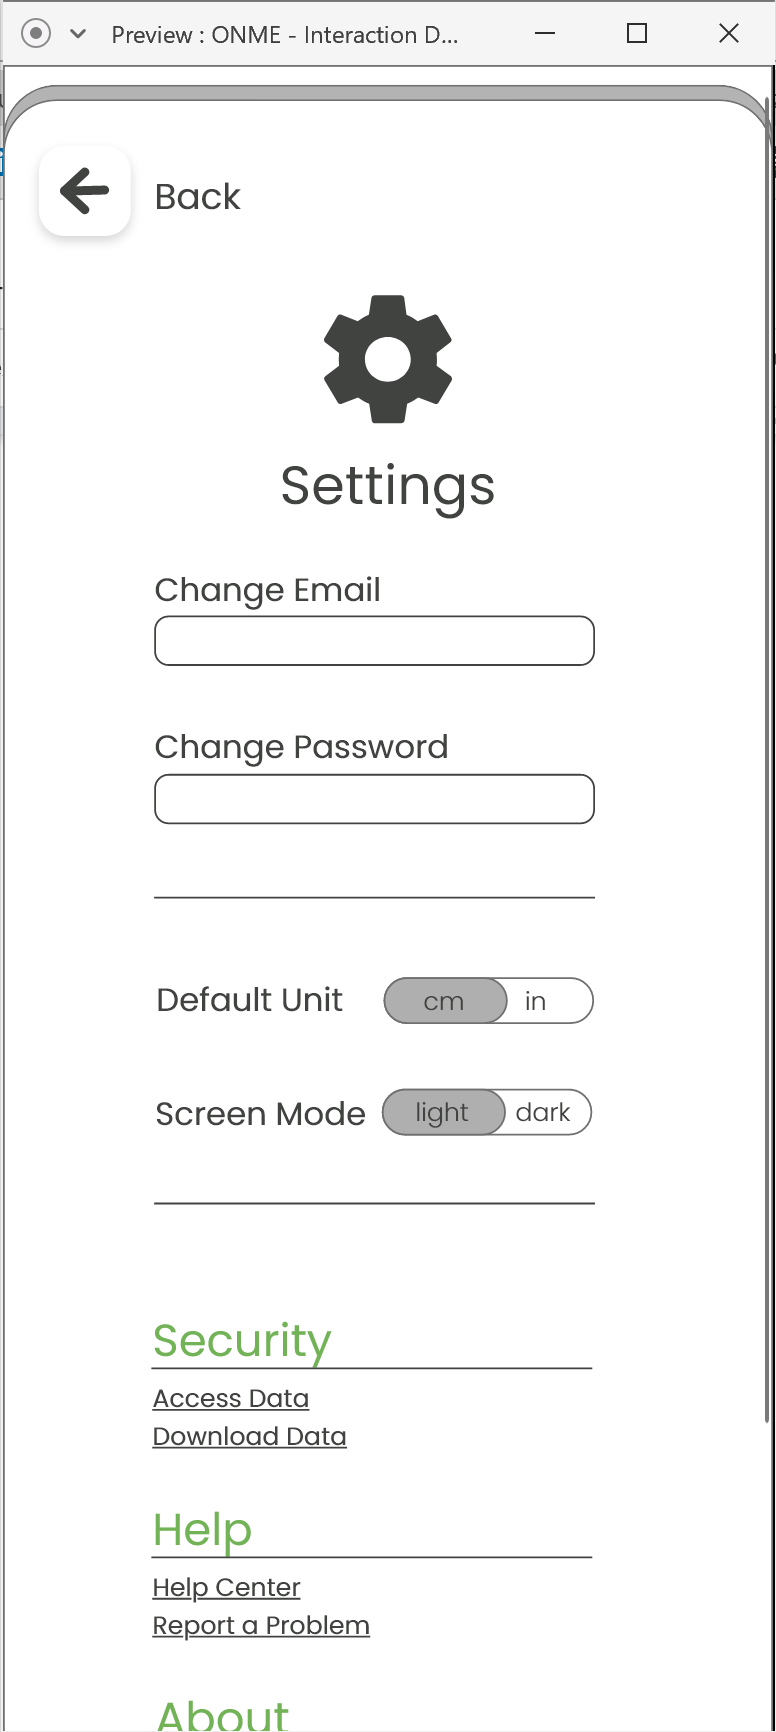 Preview : ONME - Interaction D...
Back
Settings
Change Email
Change Password
Default Unit cm in
Screen Mode light dark
Security
Access Data
Download Data
Help
Help Center
Report a Problem
About